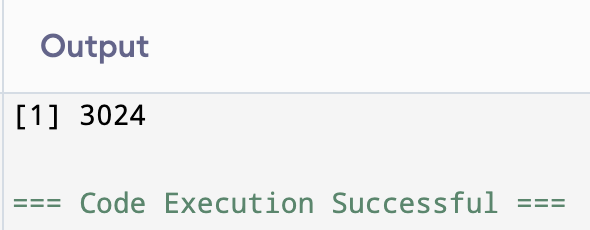 Output
[1] 3024
=== Code Execution Successful ===